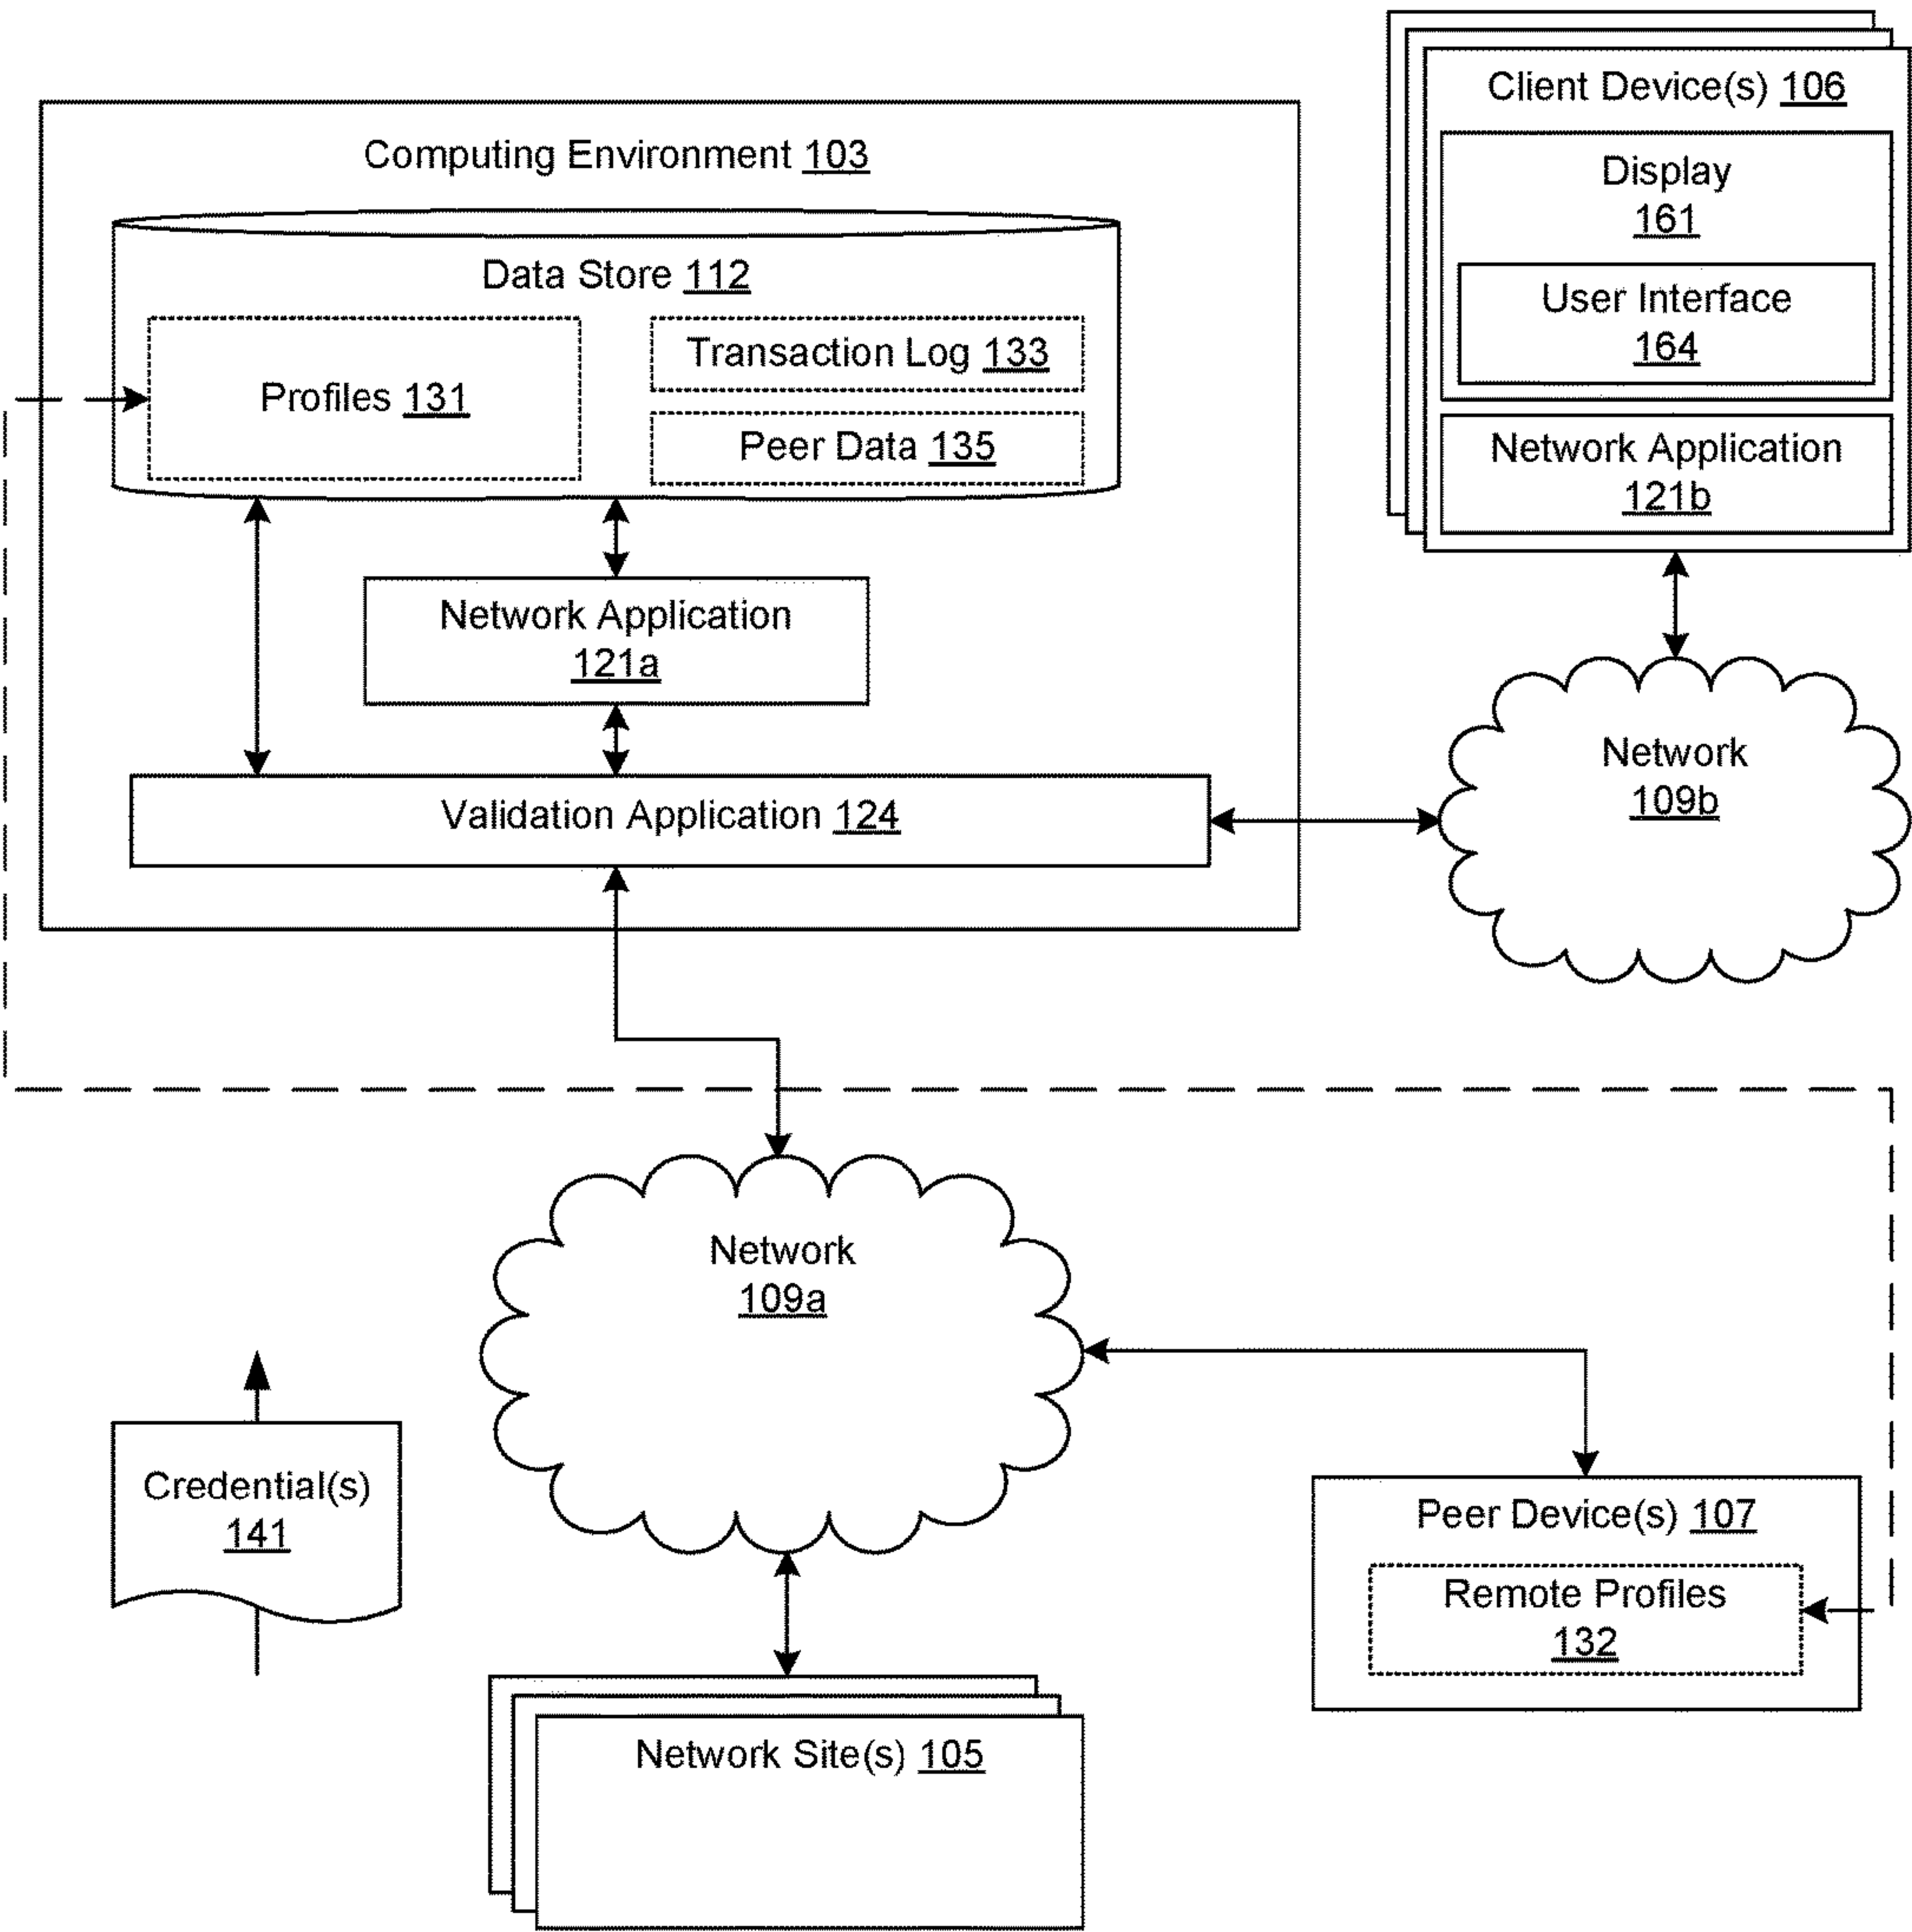 Computing Environment 103
Data Store 112
Profiles 131
Transaction Log 133
Peer Data 135
Network Application
121a
Validation Application 124
Client Device(s) 106
Display
161
User Interface
164
Network Application
121b
Network
109b
Network
109a
Credential(s)
141
Peer Device(s) 107
Remote Profiles
132
Network Site(s) 105